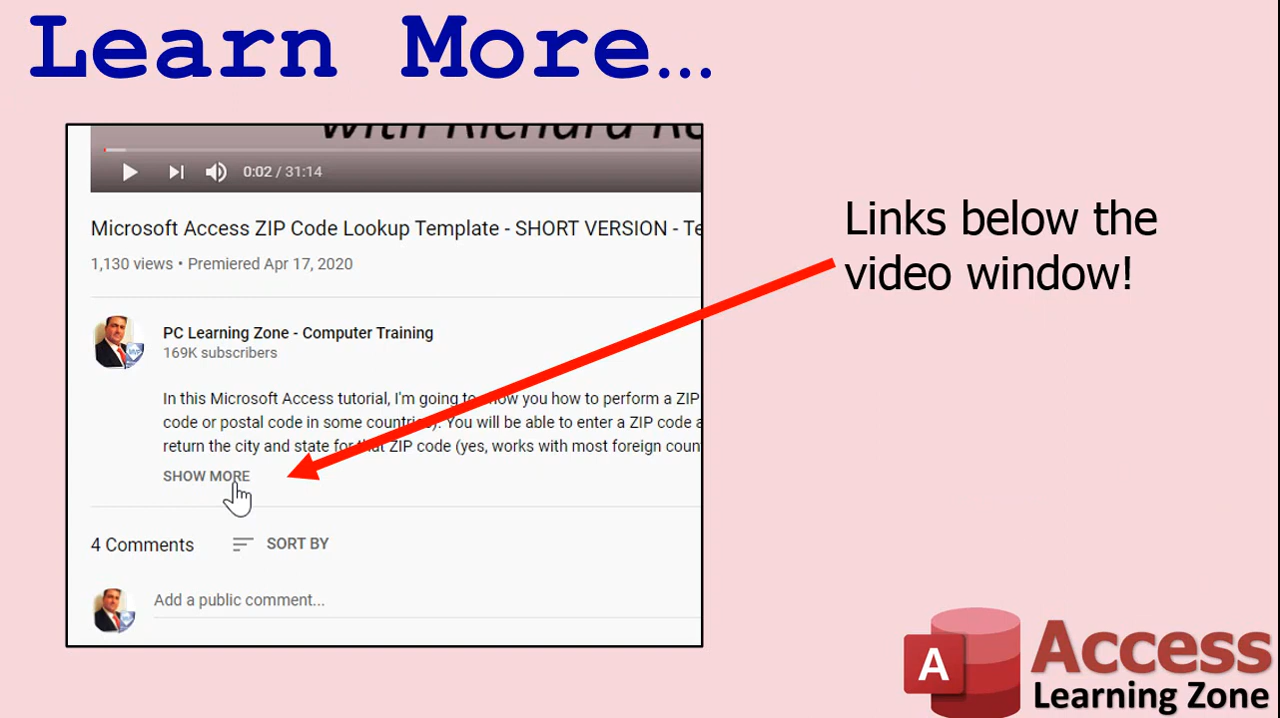 Learn More...
with Richard
0:02 / 31:14
Microsoft Access ZIP Code Lookup Template - SHORT VERSION -
1,130 views • Premiered Apr 17, 2020
Links below the
video window!
PC Learning Zone - Computer Training
169K subscribers
In this Microsoft Access tutorial, I'm going to show you how to perform a ZIP
code or postal code in some countries). You will be able to enter a ZIP code
return the city and state for that ZIP code (yes, works with most foreign
SHOW MORE
4 Comments
SORT BY
Add a public comment...
A
Access
Learning Zone